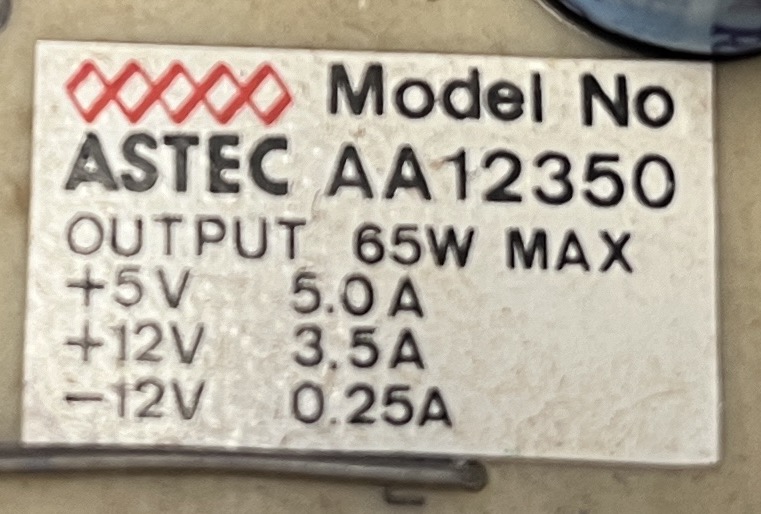 Model No
ASTEC AA12350
OUTPUT 65W MAX
+5V 5.0A
+12V 3.5A
-12V 0.25A